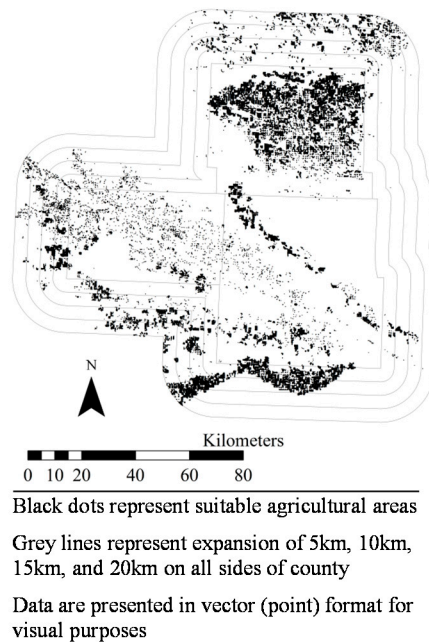 N
Kilometers
0 5 10 20 40 60 80
Black dots represent suitable agricultural areas
Grey lines represent expansion of 5km, 10km,
15km, and 20km on all sides of county
Data are presented in vector (point) format for
visual purposes